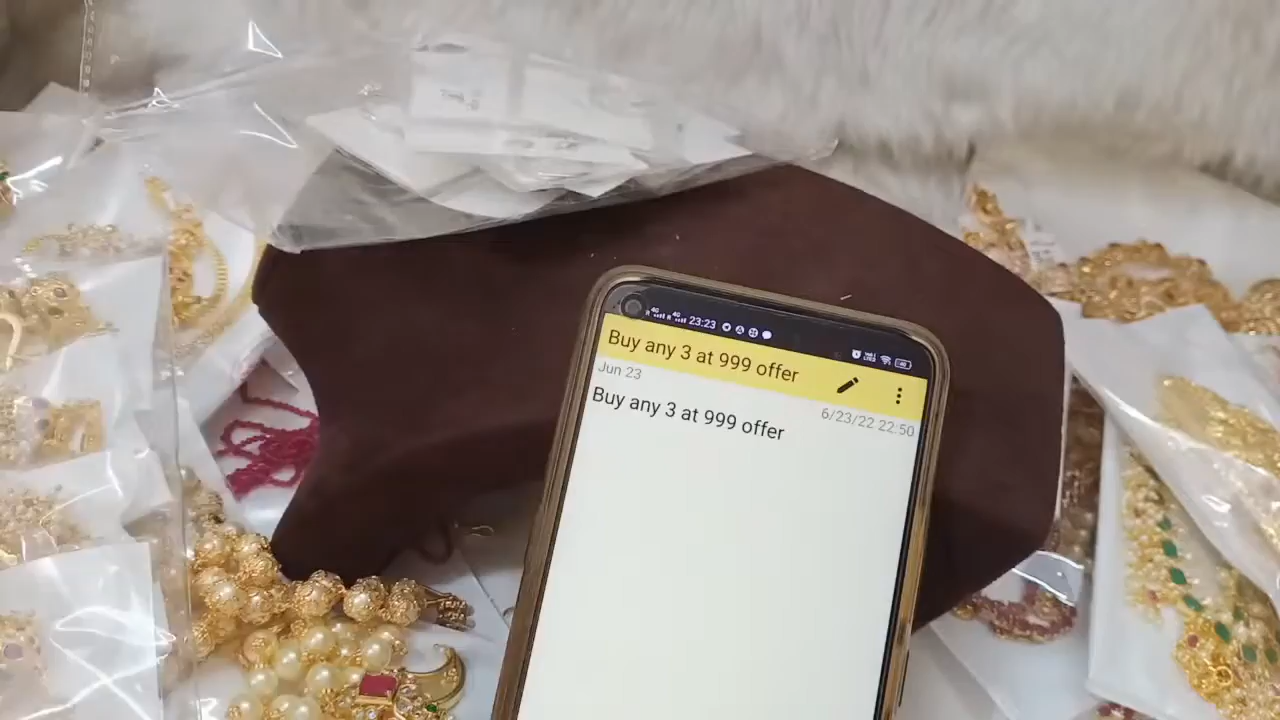 23:23
Buy any 3 at 999 offer
Jun 23
6/23/22 22:50
Buy any 3 at 999 offer